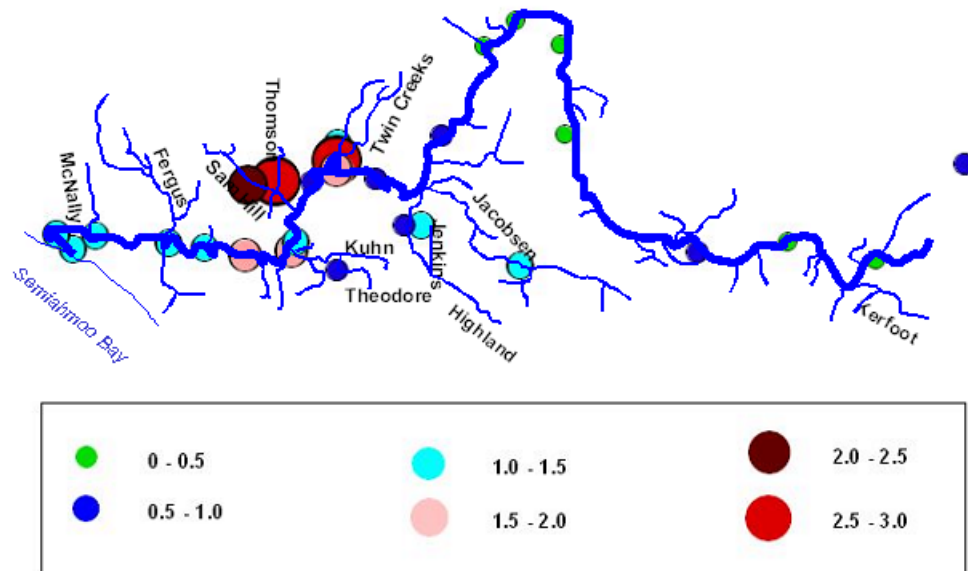 Twin Creeks
Thomson
McNally
Fergus
Jacobsen
Jenkins
Kuhn
Theodore
Semiahmoo Bay
Highland
Kerfoot
0 - 0.5
0.5 - 1.0
1.0 - 1.5
1.5 - 2.0
2.0 - 2.5
2.5 - 3.0